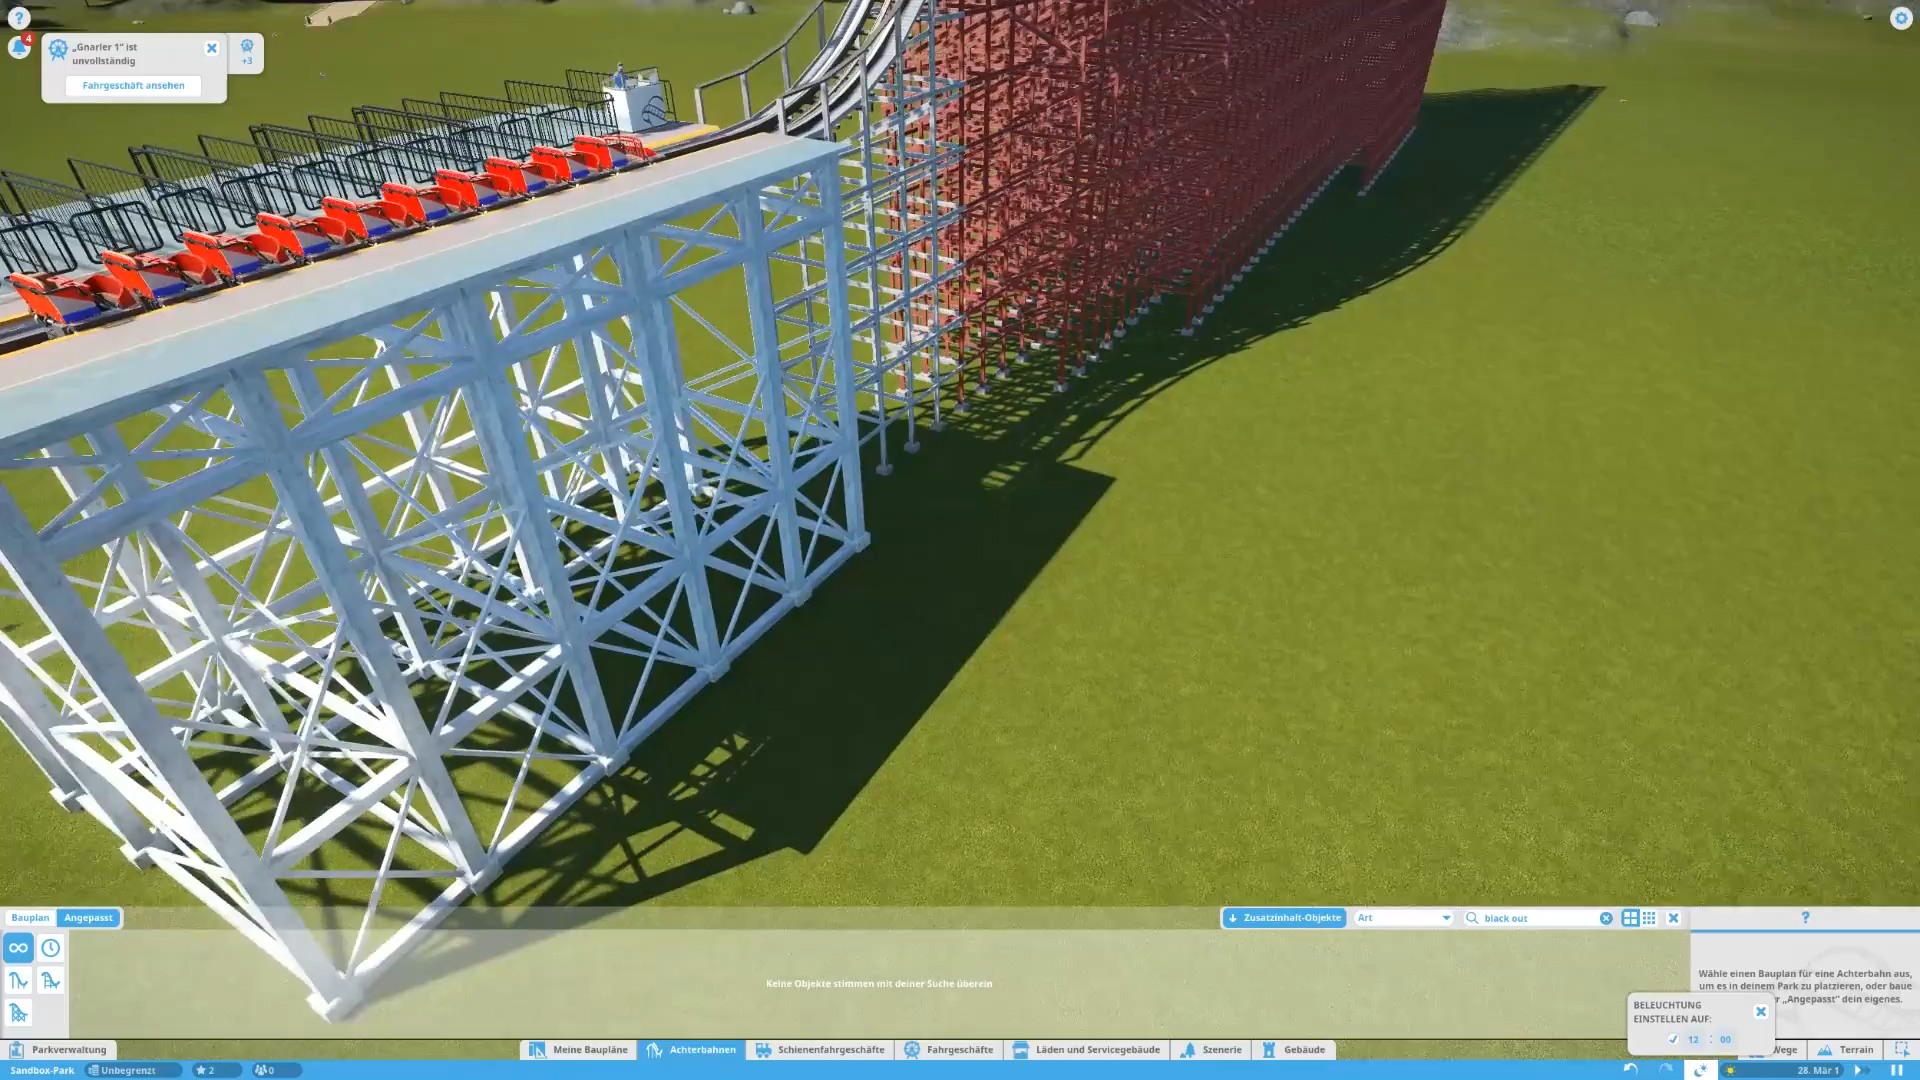 ?
4
„Gnarler 1“ ist
unvollständig
Fahrgeschäft ansehen
+3
Bauplan
Angepasst
Zusatzinhalt-Objekte
Art
black out
?
Keine Objekte stimmen mit deiner Suche überein
Wähle einen Bauplan für eine Achterbahn aus,
um es in deinem Park zu platzieren, oder baue
„Angepasst“ dein eigenes.
BELEUCHTUNG
EINSTELLEN AUF:
12 : 00
Parkverwaltung
Meine Baupläne
Achterbahnen
Schienenfahrgeschäfte
Fahrgeschäfte
Läden und Servicegebäude
Szenerie
Gebäude
Wege
Terrain
Sandbox-Park
Unbegrenzt
2
0
28. Mär 1